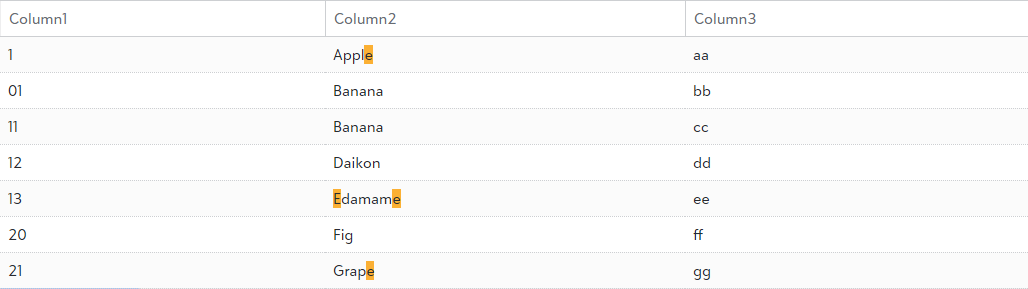 Column1 Column2 Column3
1 Apple aa
01 Banana bb
11 Banana cc
12 Daikon dd
13 Edamame ee
20 Fig ff
21 Grape gg